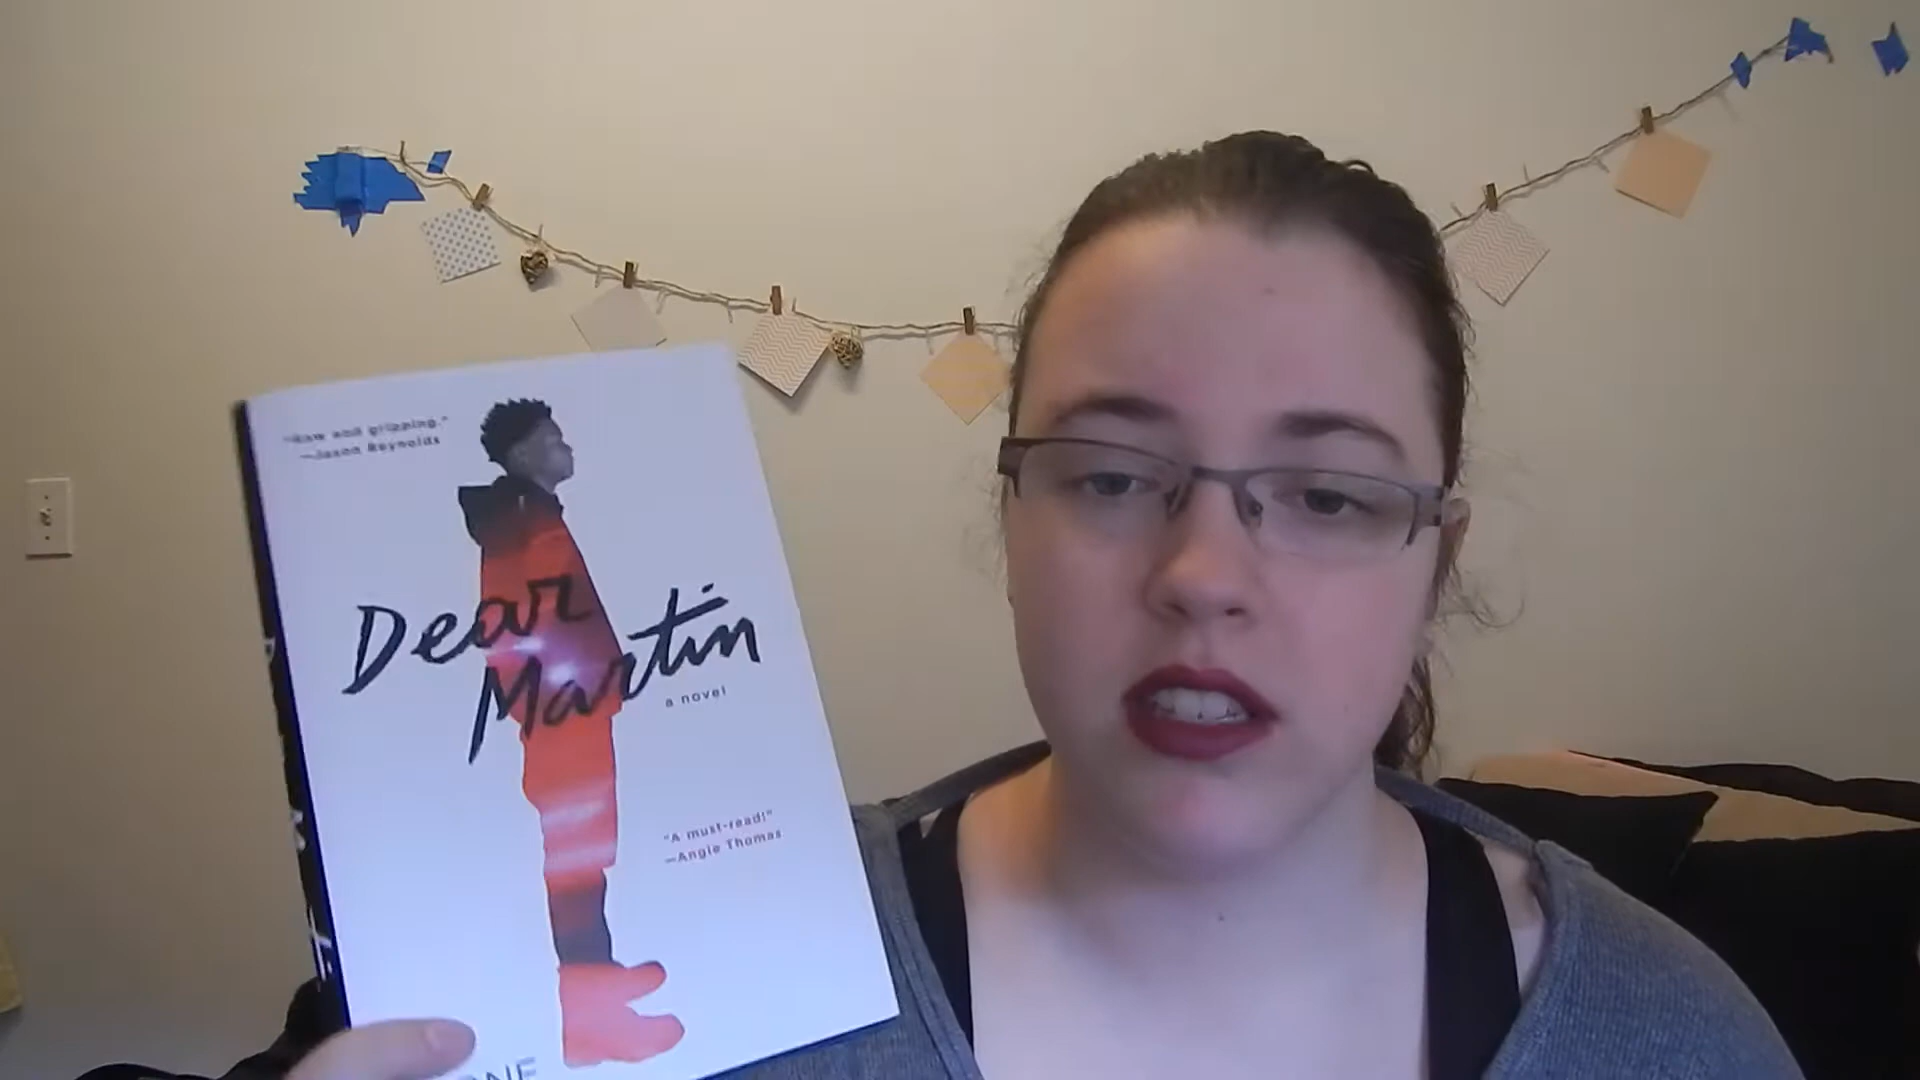 "Raw and gripping."
—Jason Reynolds
Dear
Martin
a novel
"A must-read!"
—Angie Thomas